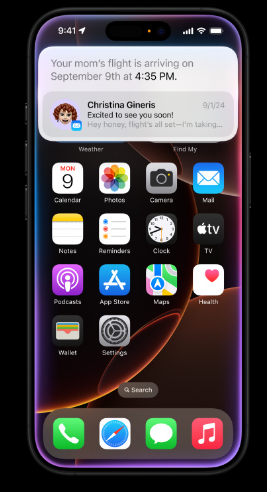 9:41
Your mom's flight is arriving on
September 9th at 4:35 PM.
Christina Gineris 9/1/24
Excited to see you soon!
Hey honey, flight's all set—I'm taking...
Weather Find My
MON
9
Calendar Photos Camera Mail
tv
Notes Reminders Clock TV
Podcasts App Store Maps Health
Wallet Settings
Search